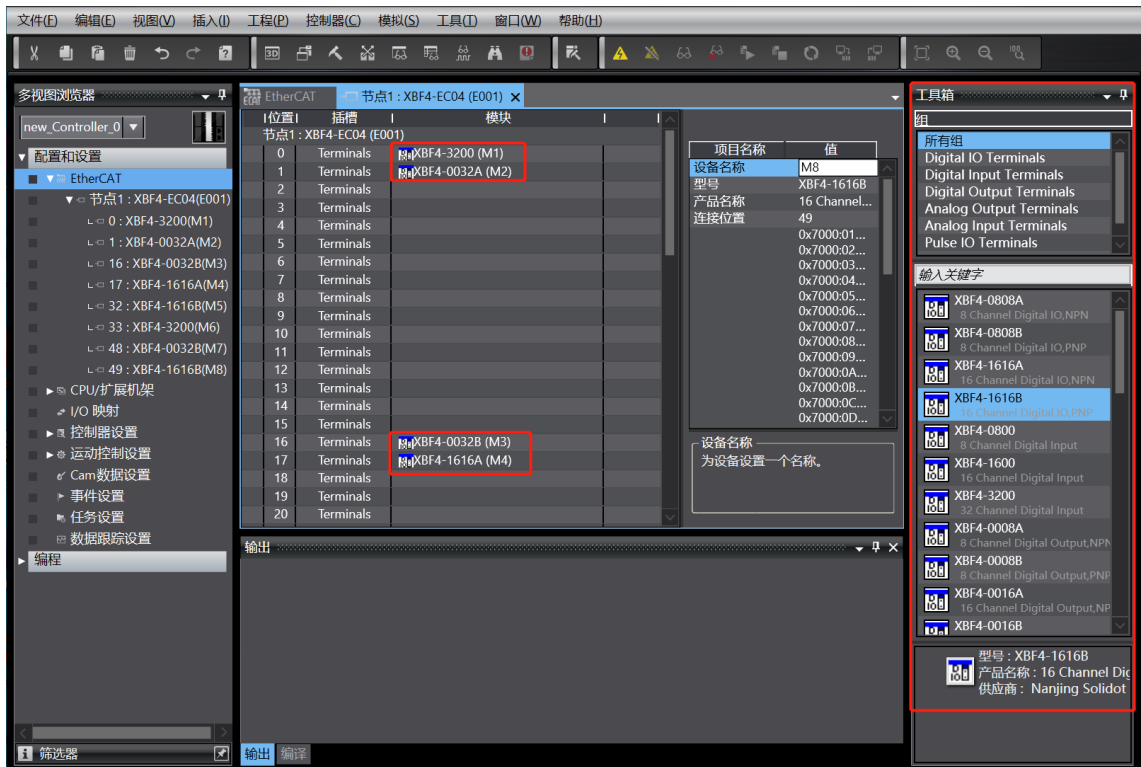 文件(F) 编辑(E) 视图(V) 插入(I) 工程(P) 控制器(C) 模拟(S) 工具(T) 窗口(W) 帮助(H)
多视图浏览器
new_Controller_0
配置和设置
EtherCAT
节点1 : XBF4-EC04(E001)
0 : XBF4-3200(M1)
1 : XBF4-0032A(M2)
16 : XBF4-0032B(M3)
17 : XBF4-1616A(M4)
32 : XBF4-1616B(M5)
33 : XBF4-3200(M6)
48 : XBF4-0032B(M7)
49 : XBF4-1616B(M8)
CPU/扩展机架
I/O 映射
控制器设置
运动控制设置
Cam数据设置
事件设置
任务设置
数据跟踪设置
编程
筛选器
EtherCAT 节点1 : XBF4-EC04 (E001)
位置 插槽 模块
节点1 : XBF4-EC04 (E001)
0 Terminals XBF4-3200 (M1)
1 Terminals XBF4-0032A (M2)
2 Terminals
3 Terminals
4 Terminals
5 Terminals
6 Terminals
7 Terminals
8 Terminals
9 Terminals
10 Terminals
11 Terminals
12 Terminals
13 Terminals
14 Terminals
15 Terminals
16 Terminals XBF4-0032B (M3)
17 Terminals XBF4-1616A (M4)
18 Terminals
19 Terminals
20 Terminals
项目名称 值
设备名称 M8
型号 XBF4-1616B
产品名称 16 Channel...
连接位置 49
0x7000:01...
0x7000:02...
0x7000:03...
0x7000:04...
0x7000:05...
0x7000:06...
0x7000:07...
0x7000:08...
0x7000:09...
0x7000:0A...
0x7000:0B...
0x7000:0C...
0x7000:0D...
设备名称
为设备设置一个名称。
输出
输出 编译
工具箱
组
所有组
Digital IO Terminals
Digital Input Terminals
Digital Output Terminals
Analog Output Terminals
Analog Input Terminals
Pulse IO Terminals
输入关键字
XBF4-0808A
8 Channel Digital IO,NPN
XBF4-0808B
8 Channel Digital IO,PNP
XBF4-1616A
16 Channel Digital IO,NPN
XBF4-1616B
16 Channel Digital IO,PNP
XBF4-0800
8 Channel Digital Input
XBF4-1600
16 Channel Digital Input
XBF4-3200
32 Channel Digital Input
XBF4-0008A
8 Channel Digital Output,NPN
XBF4-0008B
8 Channel Digital Output,PNP
XBF4-0016A
16 Channel Digital Output,NP
XBF4-0016B
型号 : XBF4-1616B
产品名称 : 16 Channel Dig
供应商 : Nanjing Solidot